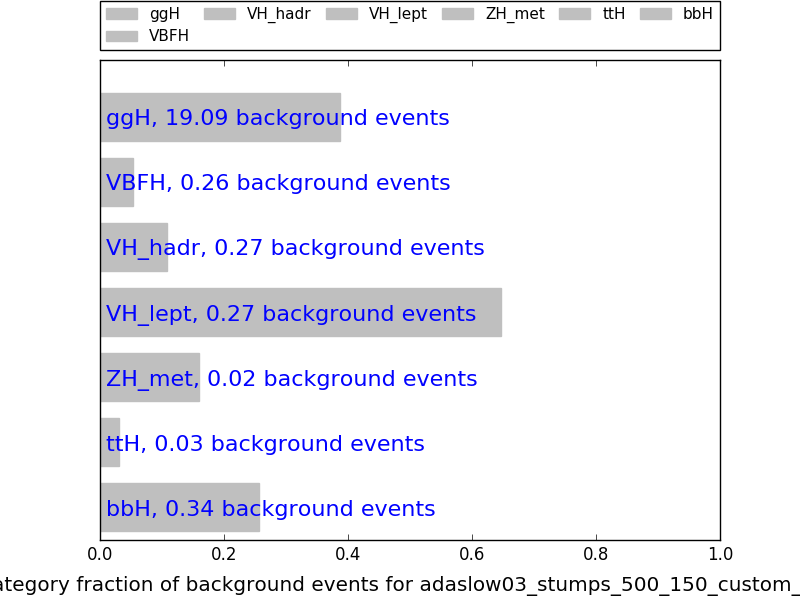 ggH VH_hadr VH_lept ZH_met ttH bbH
VBFH
ggH, 19.09 background events
VBFH, 0.26 background events
VH_hadr, 0.27 background events
VH_lept, 0.27 background events
ZH_met, 0.02 background events
ttH, 0.03 background events
bbH, 0.34 background events
0.0 0.2 0.4 0.6 0.8 1.0
ategory fraction of background events for adaslow03_stumps_500_150_custom_